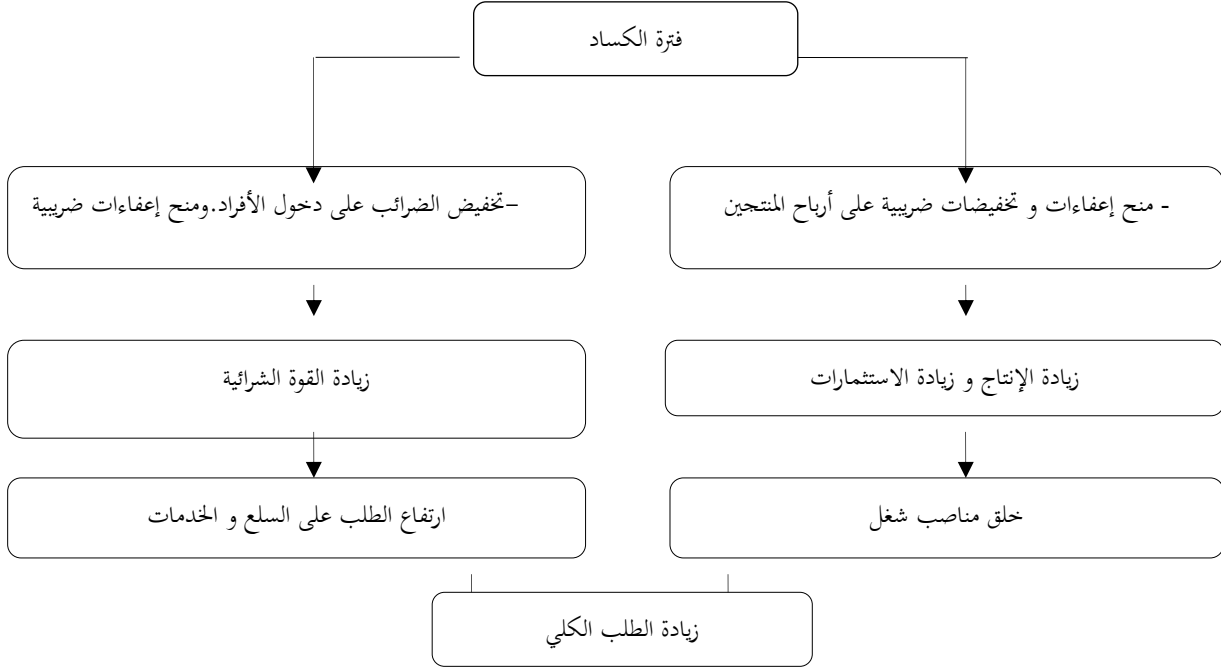 فترة الكساد
- منح إعفاءات و تخفيضات ضريبية على أرباح المنتجين
–تخفيض الضرائب على دخول الأفراد.ومنح إعفاءات ضريبية
زيادة الإنتاج و زيادة الاستثمارات
زيادة القوة الشرائية
خلق مناصب شغل
ارتفاع الطلب على السلع و الخدمات
زيادة الطلب الكلي